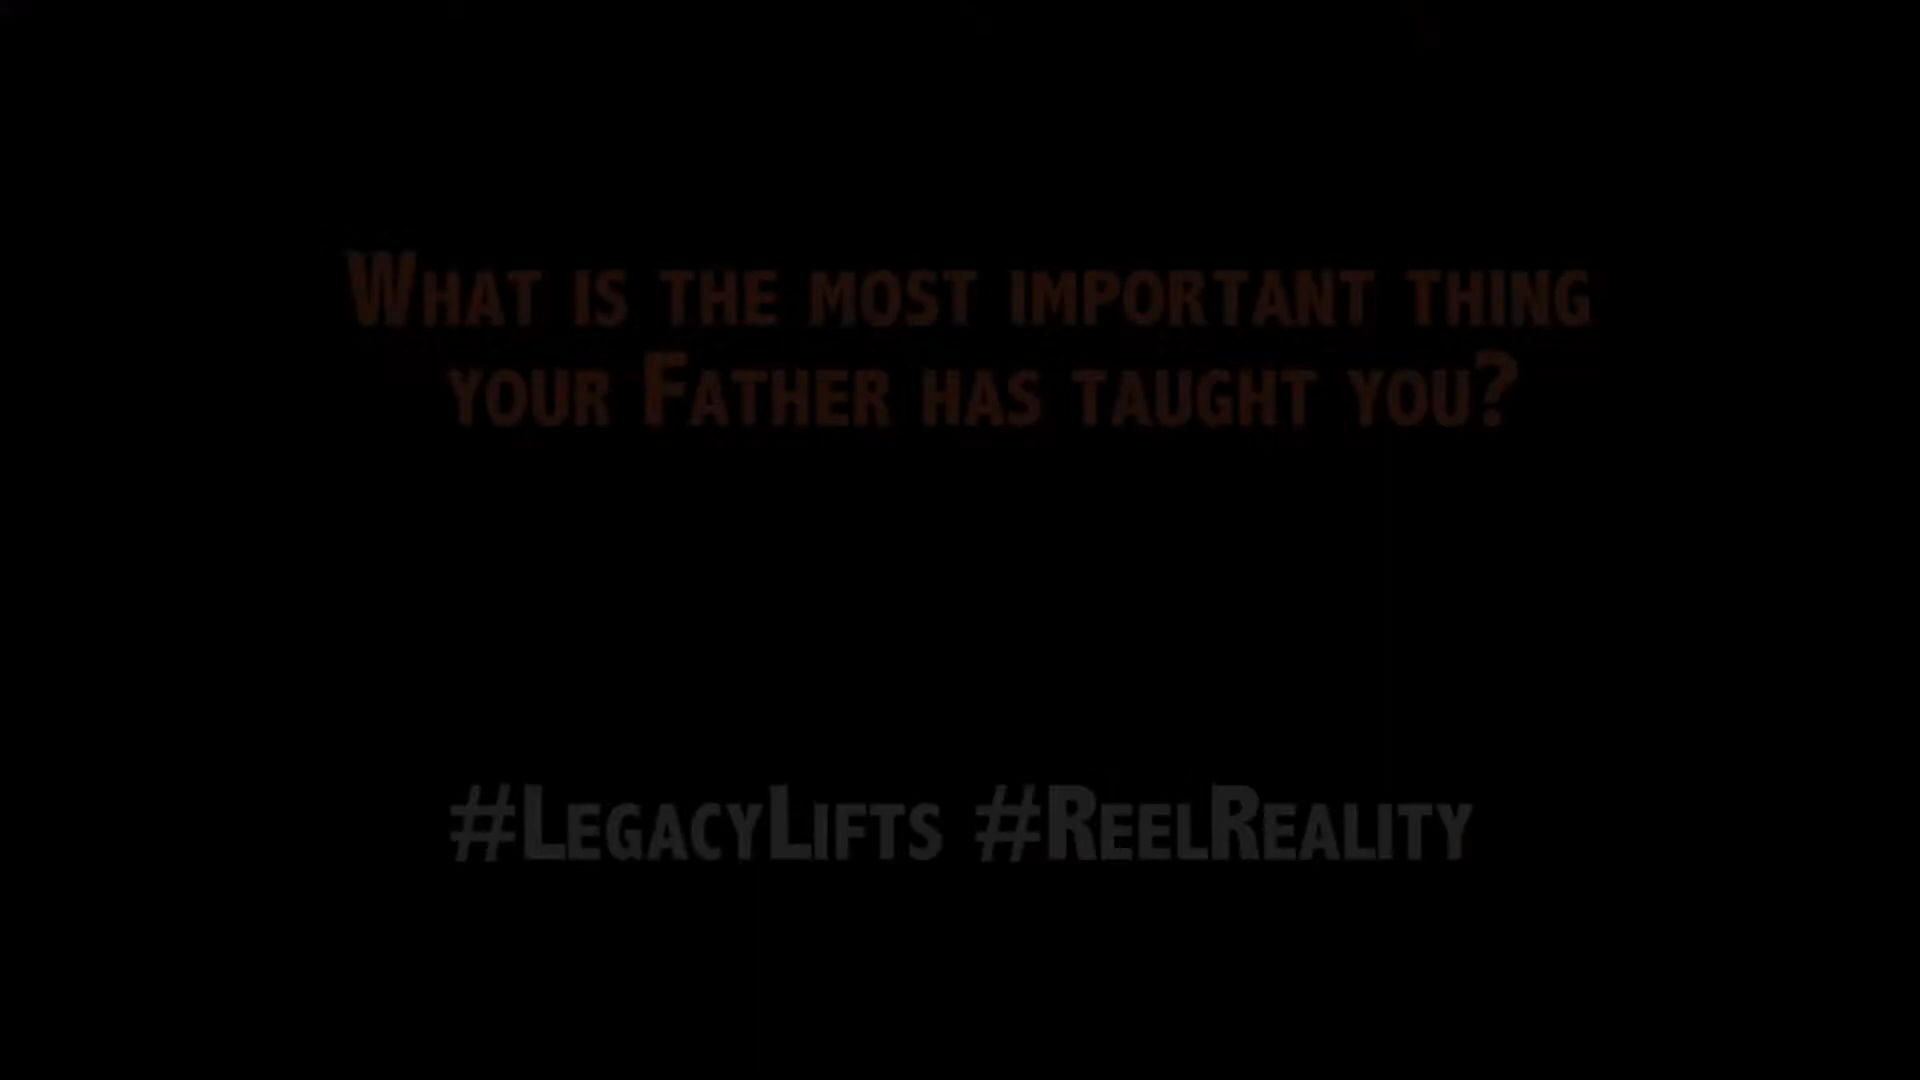 What is the most important thing
your Father has taught you?
#LegacyLifts #ReelReality